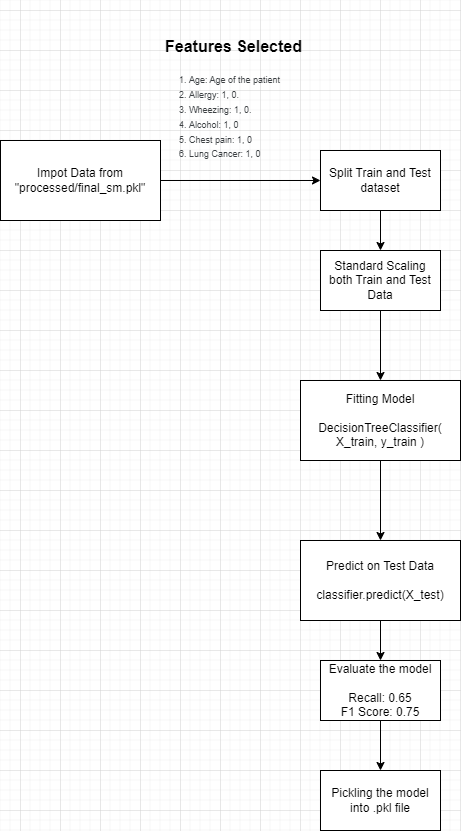 Features Selected
1. Age: Age of the patient
2. Allergy: 1, 0.
3. Wheezing: 1, 0.
4. Alcohol: 1, 0
5. Chest pain: 1, 0
6. Lung Cancer: 1, 0
Impot Data from
"processed/final_sm.pkl"
Split Train and Test
dataset
Standard Scaling
both Train and Test
Data
Fitting Model
DecisionTreeClassifier(
X_train, y_train )
Predict on Test Data
classifier.predict(X_test)
Evaluate the model
Recall: 0.65
F1 Score: 0.75
Pickling the model
into .pkl file